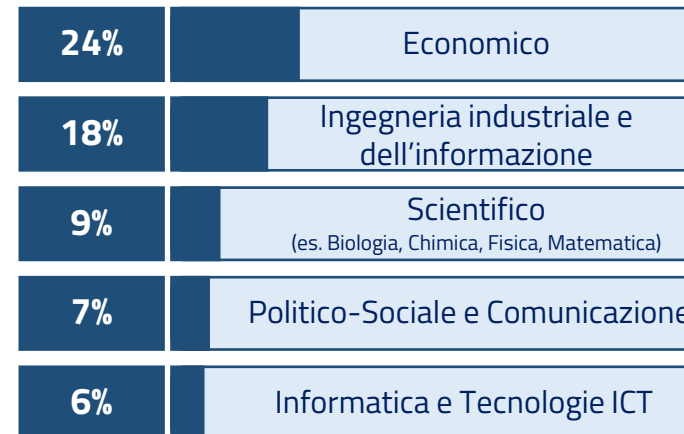 24% Economico
18% Ingegneria industriale e
dell’informazione
9% Scientifico
(es. Biologia, Chimica, Fisica, Matematica)
7% Politico-Sociale e Comunicazione
6% Informatica e Tecnologie ICT